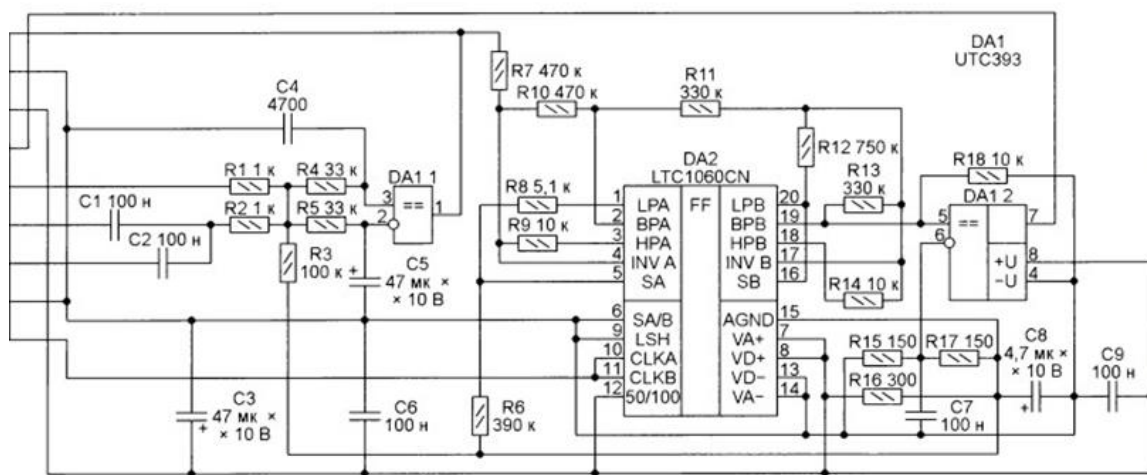 DA1
UTC393
C4
4700
R7 470 к
R10 470 к
R11
330 к
R12 750 к
R1 1 к
R4 33 к
DA1 1
3
==
1
2
C1 100 н
R2 1 к
R5 33 к
C2 100 н
R3
100 к
+
C5
47 мк ×
× 10 В
DA2
LTC1060CN
R8 5,1 к
R9 10 к
1
LPA
FF
LPB
20
2
BPA
BPB
19
3
HPA
HPB
18
4
INV A
INV B
17
5
SA
SB
16
6
SA/B
AGND
15
9
LSH
VA+
7
10
CLKA
VD+
8
11
CLKB
VD−
13
12
50/100
VA−
14
R13
330 к
R14 10 к
R18 10 к
DA1 2
5
==
7
6
+U
8
−U
4
R15 150
R17 150
R16 300
C8
4,7 мк ×
× 10 В
+
C9
100 н
C7
100 н
C3
47 мк ×
× 10 В
+
C6
100 н
R6
390 к